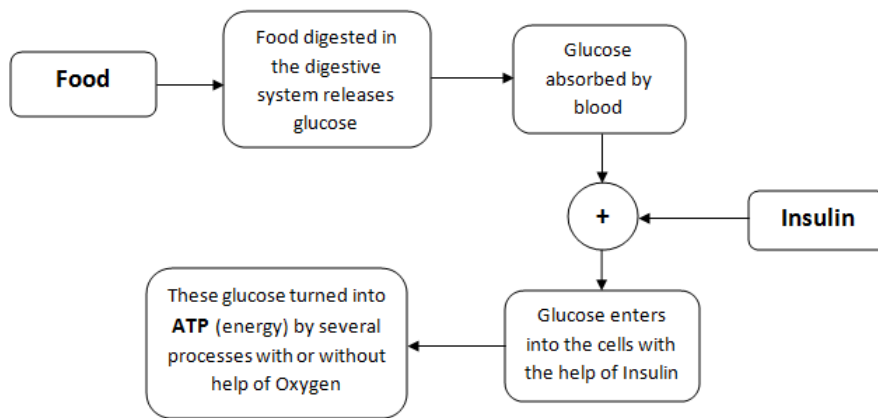 Food
Food digested in
the digestive
system releases
glucose
Glucose
absorbed by
blood
+
Insulin
Glucose enters
into the cells with
the help of Insulin
These glucose turned into
ATP (energy) by several
processes with or without
help of Oxygen